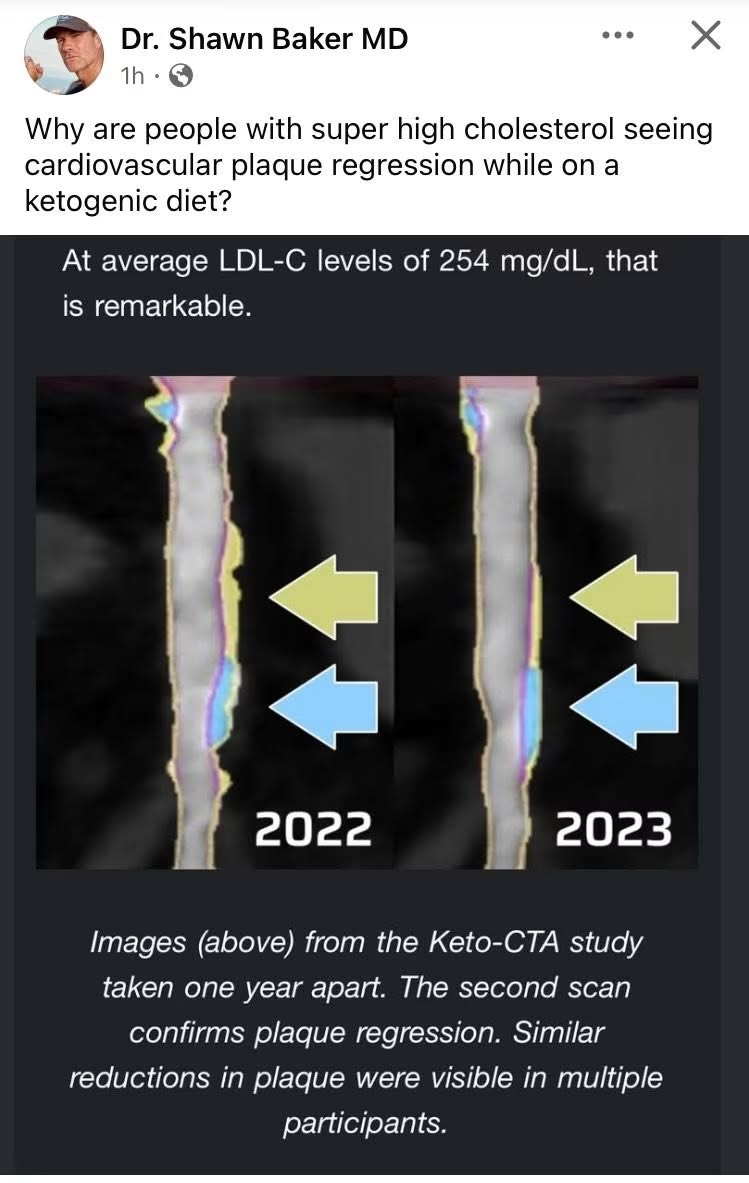 Dr. Shawn Baker MD
1h ·
Why are people with super high cholesterol seeing
cardiovascular plaque regression while on a
ketogenic diet?
At average LDL-C levels of 254 mg/dL, that
is remarkable.
2022
2023
Images (above) from the Keto-CTA study
taken one year apart. The second scan
confirms plaque regression. Similar
reductions in plaque were visible in multiple
participants.